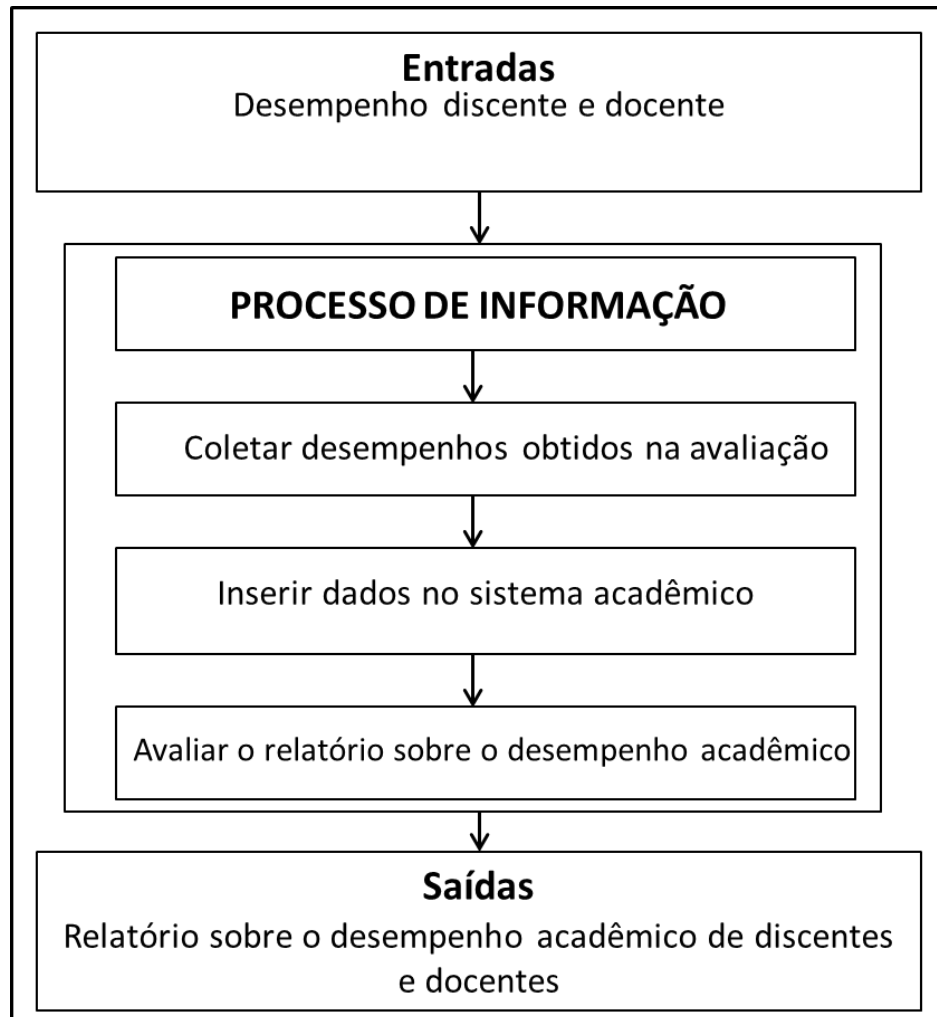 Entradas
Desempenho discente e docente
PROCESSO DE INFORMAÇÃO
Coletar desempenhos obtidos na avaliação
Inserir dados no sistema acadêmico
Avaliar o relatório sobre o desempenho acadêmico
Saídas
Relatório sobre o desempenho acadêmico de discentes
e docentes